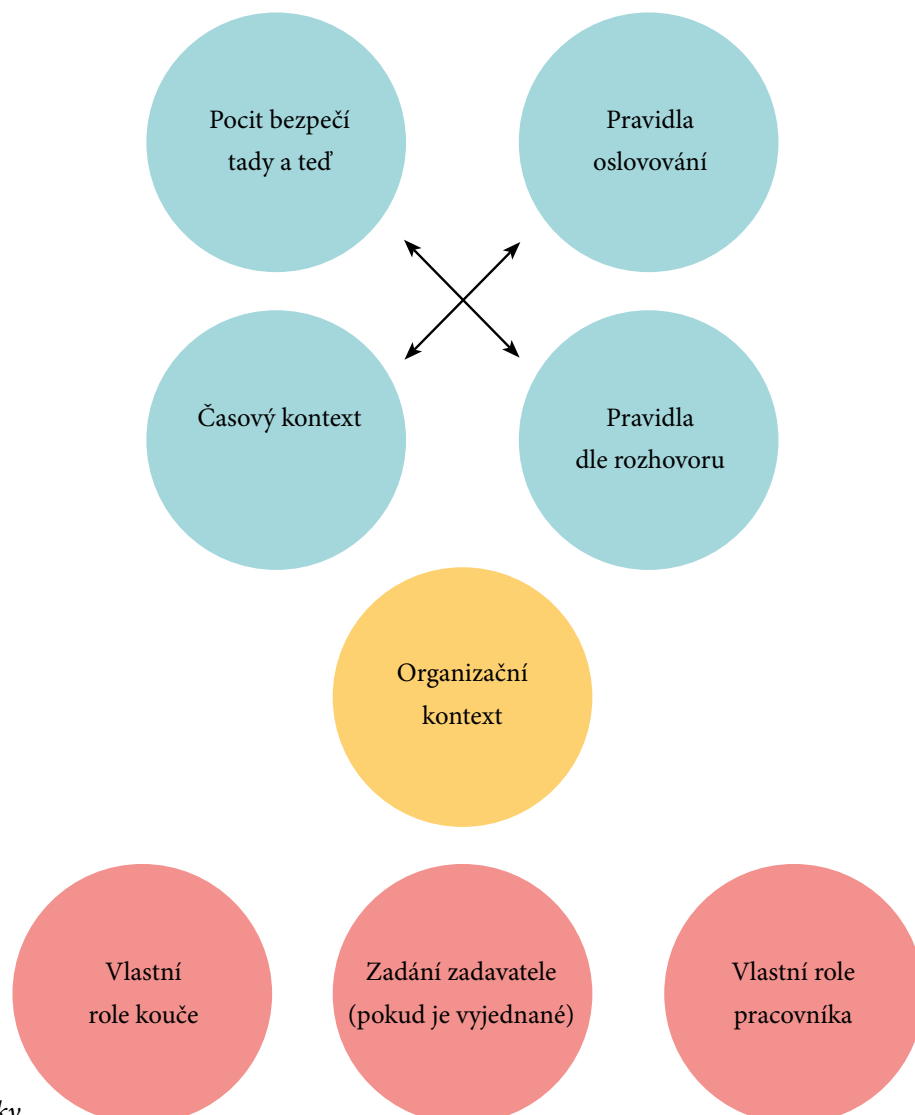 Pocit bezpečí
tady a teď
Pravidla
oslovování
Časový kontext
Pravidla
dle rozhovoru
Organizační
kontext
Vlastní
role kouče
Zadání zadavatele
(pokud je vyjednané)
Vlastní role
pracovníka